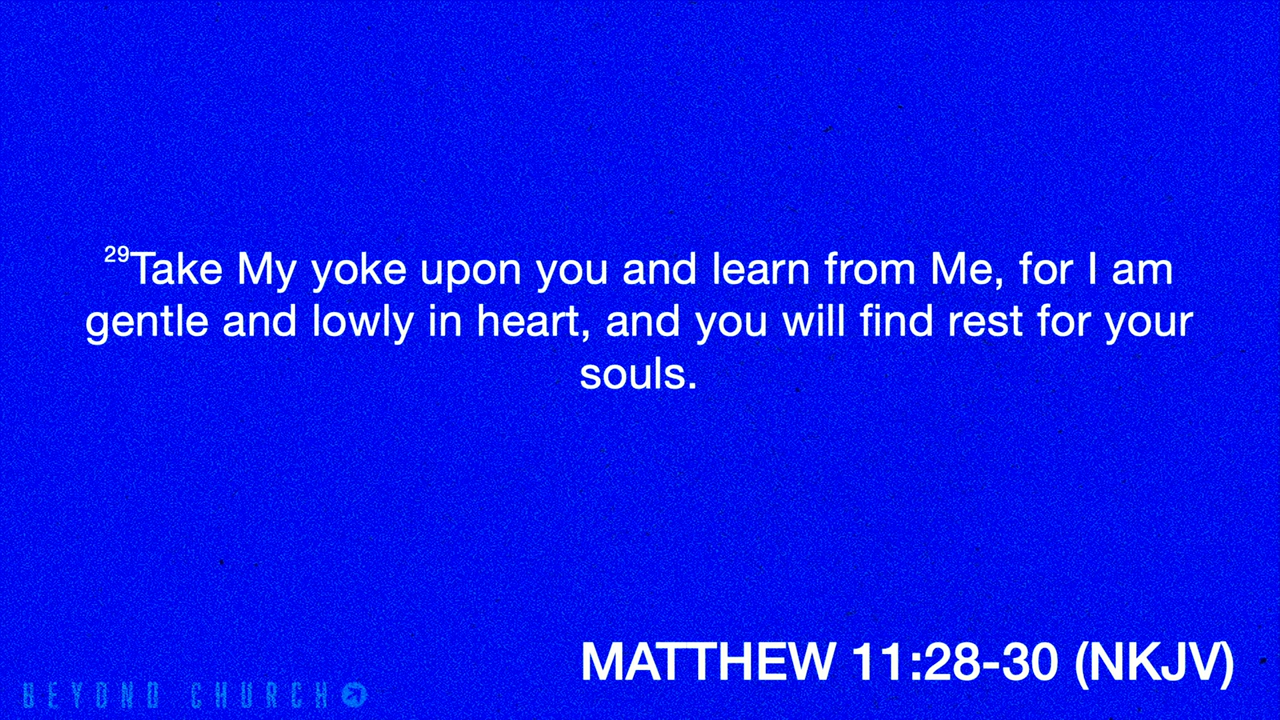 29Take My yoke upon you and learn from Me, for I am
gentle and lowly in heart, and you will find rest for your
souls.
MATTHEW 11:28-30 (NKJV)
BEYOND CHURCH